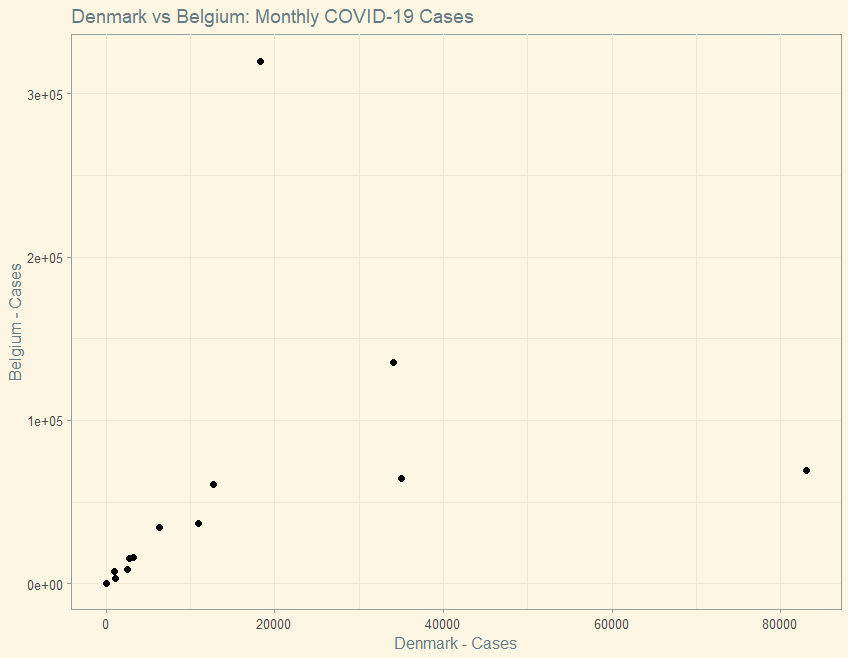 Denmark vs Belgium: Monthly COVID-19 Cases
3e+05
2e+05
1e+05
0e+00
Belgium - Cases
0 20000 40000 60000 80000
Denmark - Cases